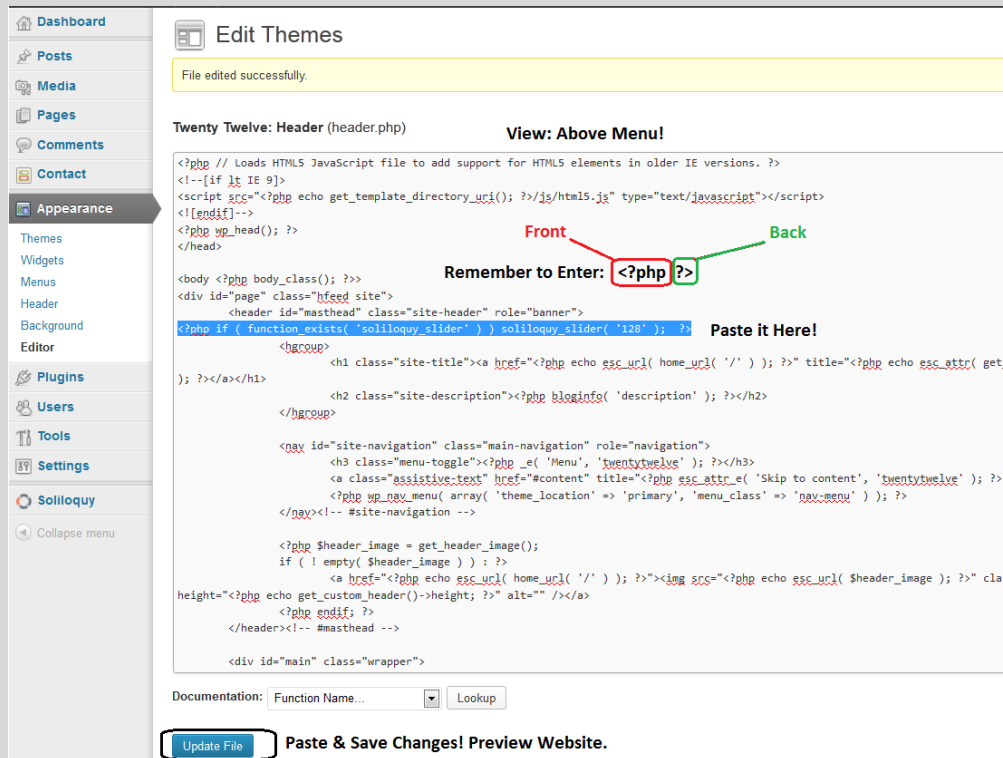 Dashboard
Posts
Media
Pages
Comments
Contact
Appearance
Themes
Widgets
Menus
Header
Background
Editor
Plugins
Users
Tools
Settings
Soliloquy
Collapse menu
Edit Themes
File edited successfully.
Twenty Twelve: Header (header.php)
View: Above Menu!
<?php // Loads HTML5 JavaScript file to add support for HTML5 elements in older IE versions. ?>
<!--[if lt IE 9]>
<script src="<?php echo get_template_directory_uri(); ?>/js/html5.js" type="text/javascript"></script>
<![endif]-->
<?php wp_head(); ?>
</head>
Front
Back
Remember to Enter: <?php ?>
<body <?php body_class(); ?>>
<div id="page" class="hfeed site">
<header id="masthead" class="site-header" role="banner">
<?php if ( function_exists( 'soliloquy_slider' ) ) soliloquy_slider( '128' ); ?>
Paste it Here!
<hgroup>
<h1 class="site-title"><a href="<?php echo esc_url( home_url( '/' ) ); ?>" title="<?php echo esc_attr( get_
); ?></a></h1>
<h2 class="site-description"><?php bloginfo( 'description' ); ?></h2>
</hgroup>
<nav id="site-navigation" class="main-navigation" role="navigation">
<h3 class="menu-toggle"><?php _e( 'Menu', 'twentytwelve' ); ?></h3>
<a class="assistive-text" href="#content" title="<?php esc_attr_e( 'Skip to content', 'twentytwelve' ); ?>
<?php wp_nav_menu( array( 'theme_location' => 'primary', 'menu_class' => 'nav-menu' ) ); ?>
</nav><!-- #site-navigation -->
<?php $header_image = get_header_image();
if ( ! empty( $header_image ) ) : ?>
<a href="<?php echo esc_url( home_url( '/' ) ); ?>"><img src="<?php echo esc_url( $header_image ); ?>" cla
height="<?php echo get_custom_header()->height; ?>" alt="" /></a>
<?php endif; ?>
</header><!-- #masthead -->
<div id="main" class="wrapper">
Documentation: Function Name... Lookup
Update File
Paste & Save Changes! Preview Website.